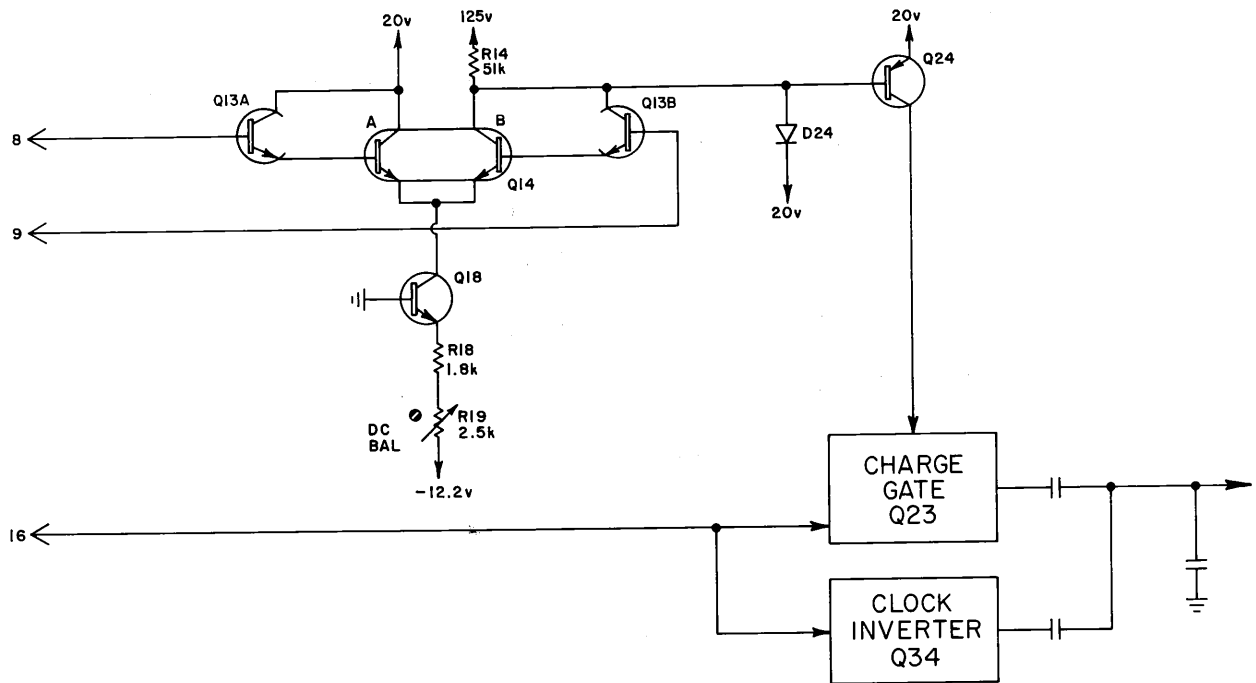 20v
125v
20v
R14
51k
Q24
Q13A
Q13B
A
B
8
D24
Q14
20v
9
Q18
R18
1.8k
DC
BAL
R19
2.5k
-12.2v
CHARGE
GATE
Q23
16
CLOCK
INVERTER
Q34